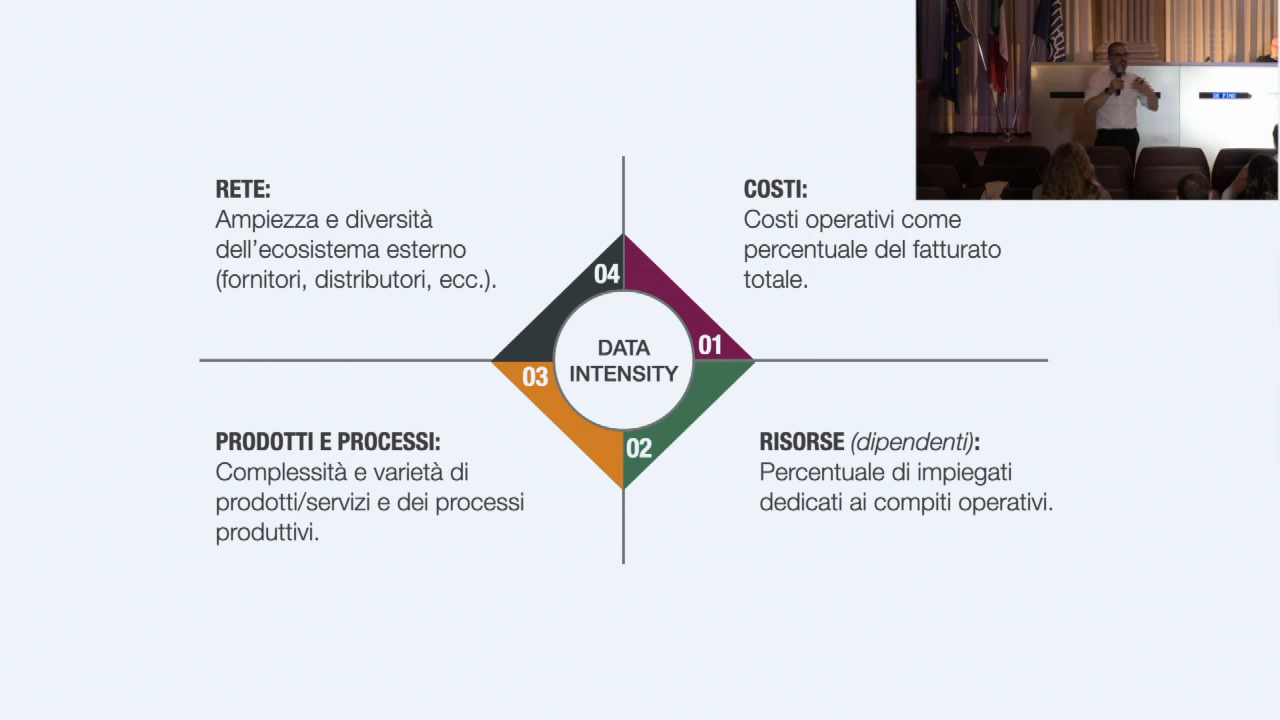 RETE:
Ampiezza e diversità
dell’ecosistema esterno
(fornitori, distributori, ecc.).
COSTI:
Costi operativi come
percentuale del fatturato
totale.
04
01
DATA
INTENSITY
03
02
PRODOTTI E PROCESSI:
Complessità e varietà di
prodotti/servizi e dei processi
produttivi.
RISORSE (dipendenti):
Percentuale di impiegati
dedicati ai compiti operativi.